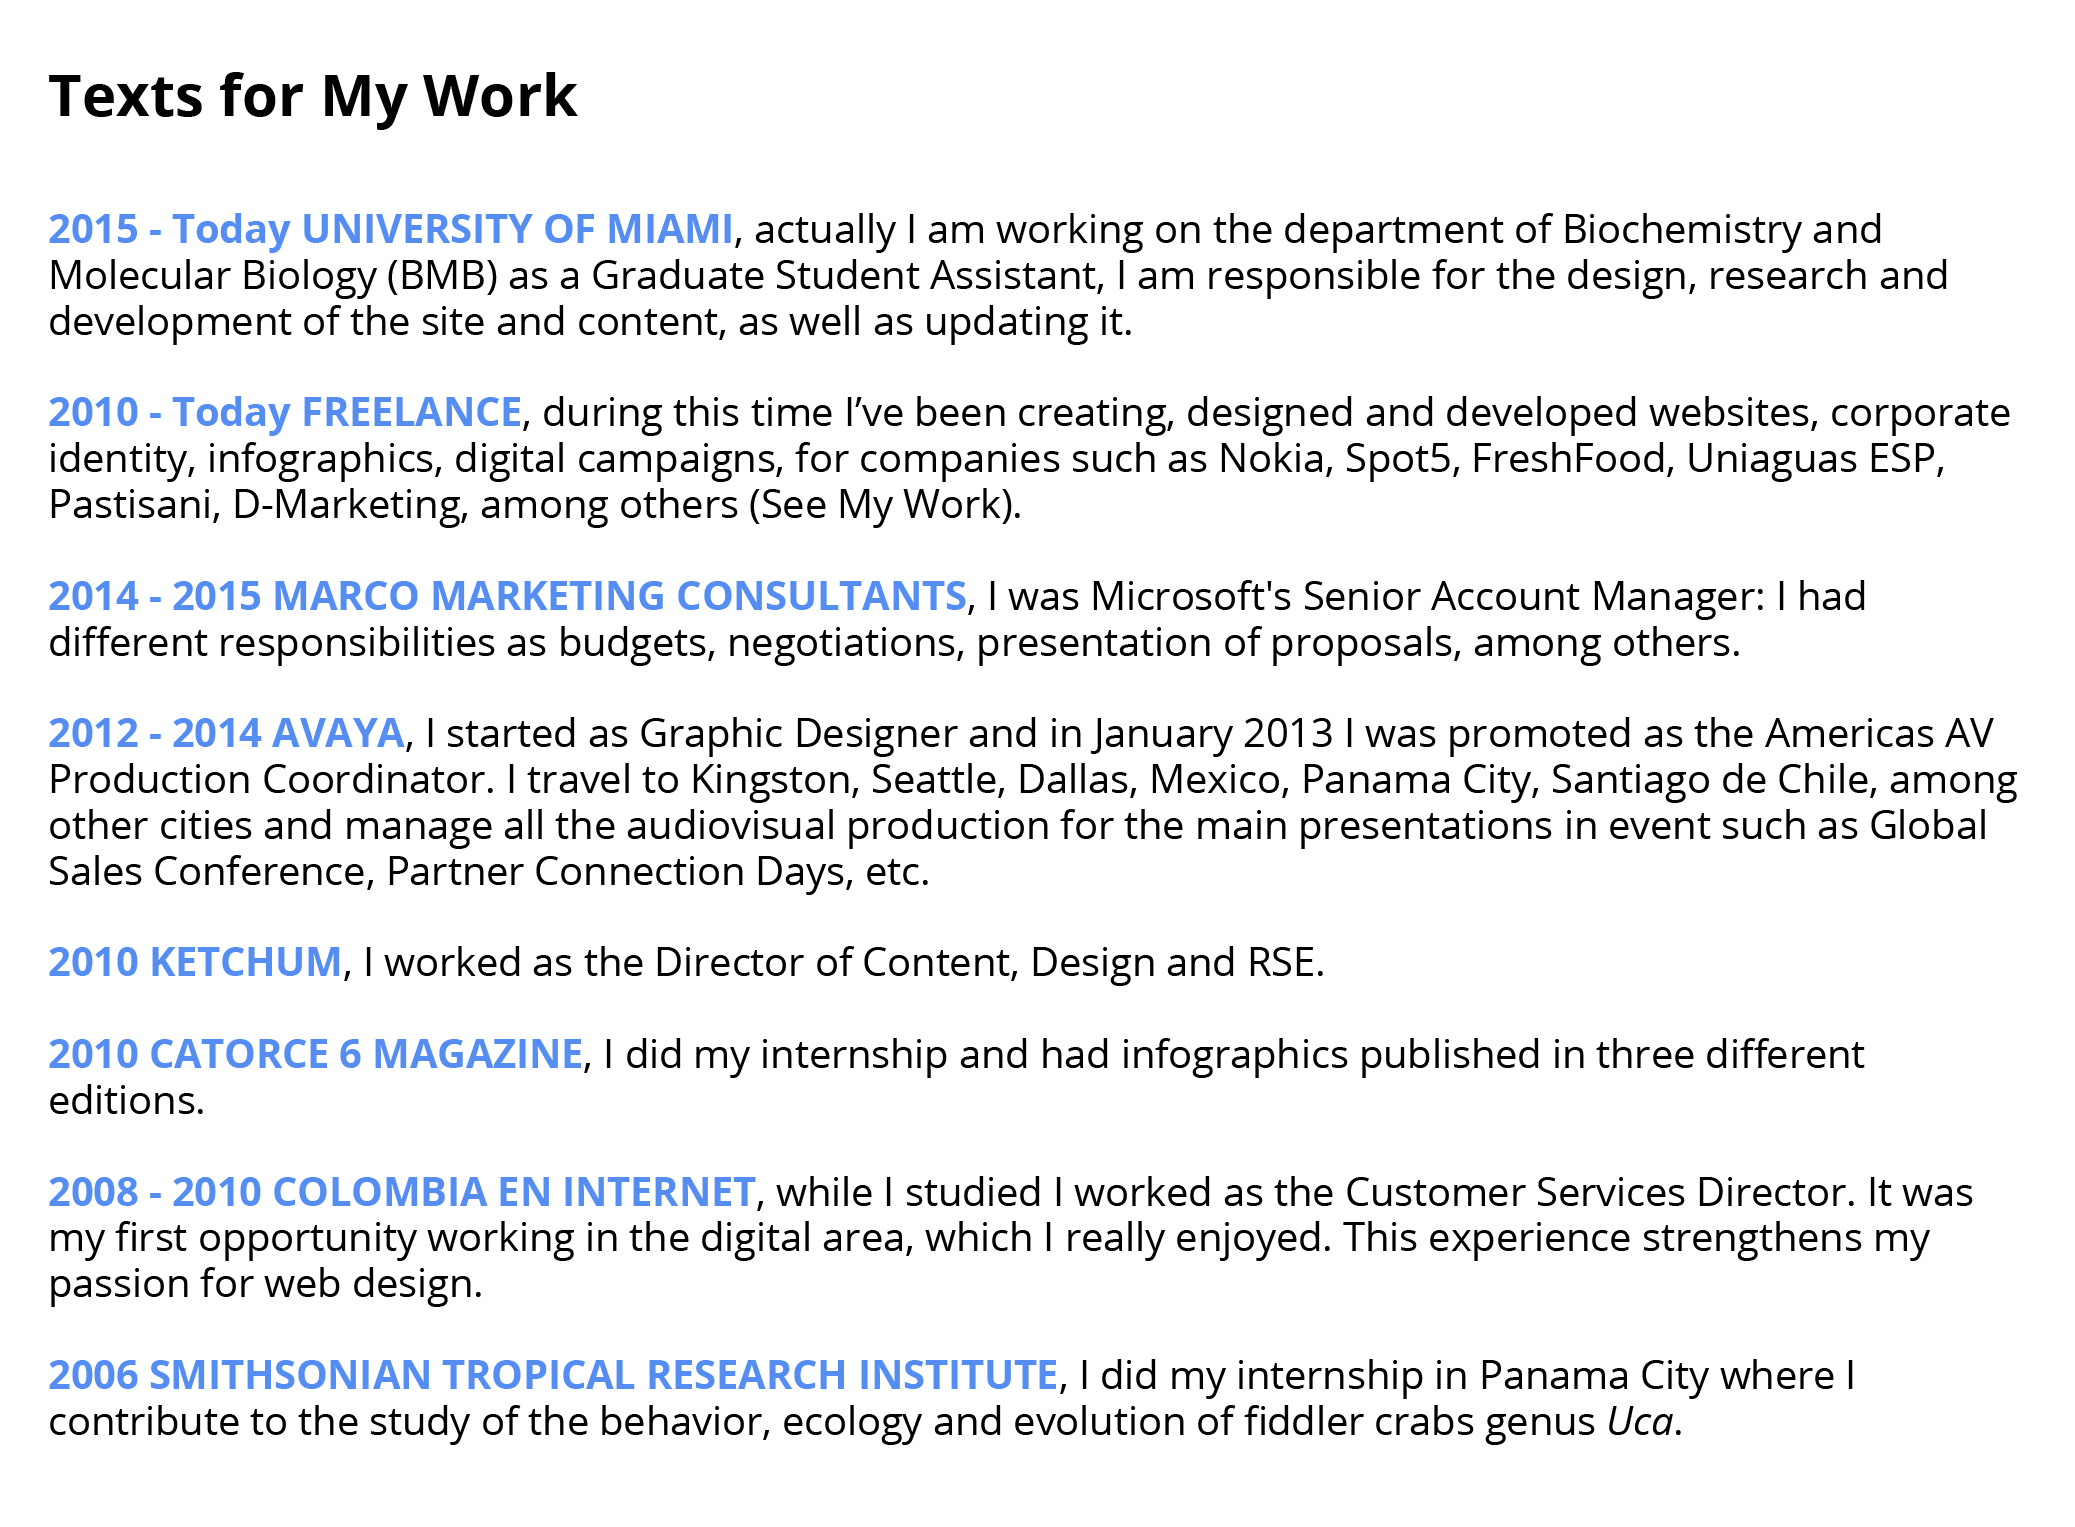 Texts for My Work
2015 - Today UNIVERSITY OF MIAMI, actually I am working on the department of Biochemistry and
Molecular Biology (BMB) as a Graduate Student Assistant, I am responsible for the design, research and
development of the site and content, as well as updating it.
2010 - Today FREELANCE, during this time I’ve been creating, designed and developed websites, corporate
identity, infographics, digital campaigns, for companies such as Nokia, Spot5, FreshFood, Uniaguas ESP,
Pastisani, D-Marketing, among others (See My Work).
2014 - 2015 MARCO MARKETING CONSULTANTS, I was Microsoft's Senior Account Manager: I had
different responsibilities as budgets, negotiations, presentation of proposals, among others.
2012 - 2014 AVAYA, I started as Graphic Designer and in January 2013 I was promoted as the Americas AV
Production Coordinator. I travel to Kingston, Seattle, Dallas, Mexico, Panama City, Santiago de Chile, among
other cities and manage all the audiovisual production for the main presentations in event such as Global
Sales Conference, Partner Connection Days, etc.
2010 KETCHUM, I worked as the Director of Content, Design and RSE.
2010 CATORCE 6 MAGAZINE, I did my internship and had infographics published in three different
editions.
2008 - 2010 COLOMBIA EN INTERNET, while I studied I worked as the Customer Services Director. It was
my first opportunity working in the digital area, which I really enjoyed. This experience strengthens my
passion for web design.
2006 SMITHSONIAN TROPICAL RESEARCH INSTITUTE, I did my internship in Panama City where I
contribute to the study of the behavior, ecology and evolution of fiddler crabs genus Uca.